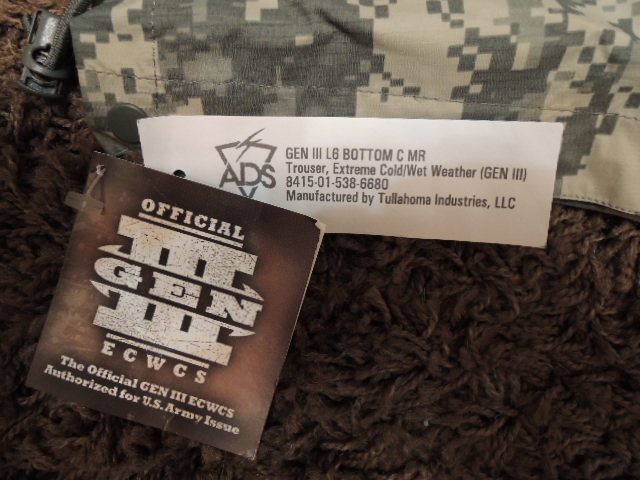 ADS
GEN III L6 BOTTOM C MR
Trouser, Extreme Cold/Wet Weather (GEN III)
8415-01-538-6680
Manufactured by Tullahoma Industries, LLC
OFFICIAL
III
GEN
III
ECWCS
The Official GEN III ECWCS
Authorized for U.S. Army Issue